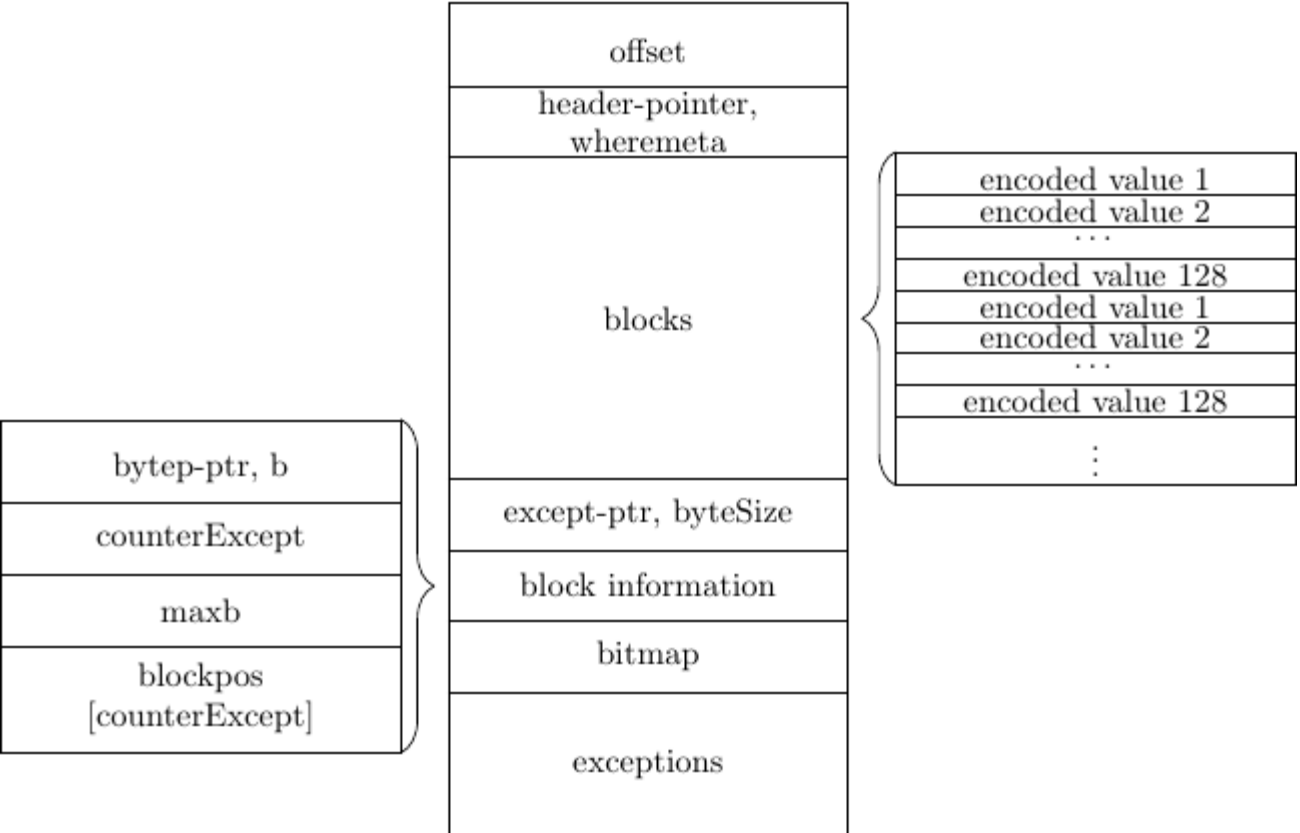 offset
header-pointer,
wheremeta
blocks
except-ptr, byteSize
block information
bitmap
exceptions
encoded value 1
encoded value 2
. . .
encoded value 128
encoded value 1
encoded value 2
. . .
encoded value 128
⋮
bytep-ptr, b
counterExcept
maxb
blockpos
[counterExcept]